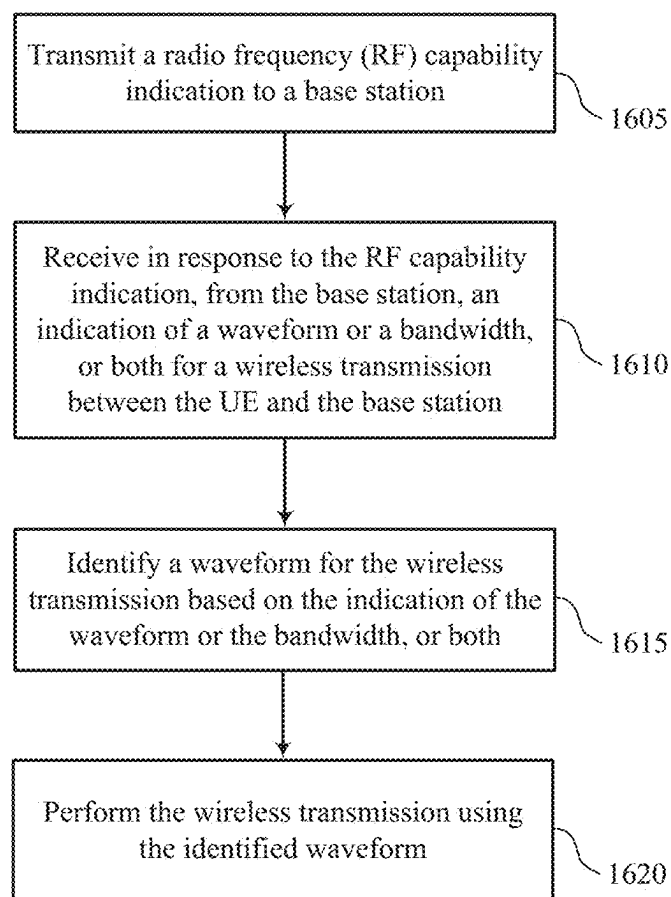 Transmit a radio frequency (RF) capability
indication to a base station
1605
Receive in response to the RF capability
indication, from the base station, an
indication of a waveform or a bandwidth,
or both for a wireless transmission
between the UE and the base station
1610
Identify a waveform for the wireless
transmission based on the indication of the
waveform or the bandwidth, or both
1615
Perform the wireless transmission using
the identified waveform
1620